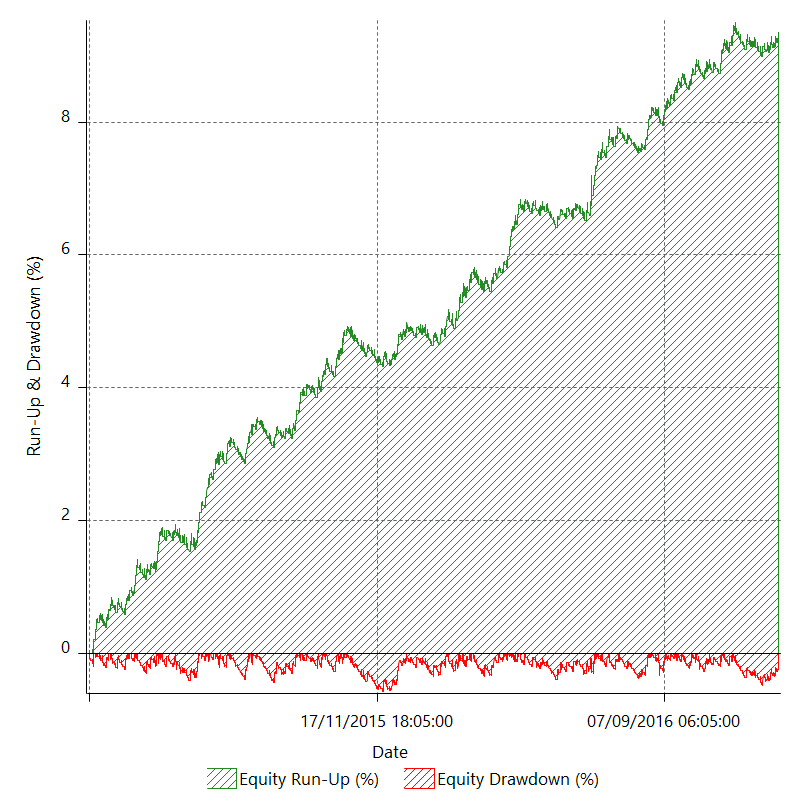 Run-Up & Drawdown (%)
8
6
4
2
0
17/11/2015 18:05:00
07/09/2016 06:05:00
Date
Equity Run-Up (%)
Equity Drawdown (%)